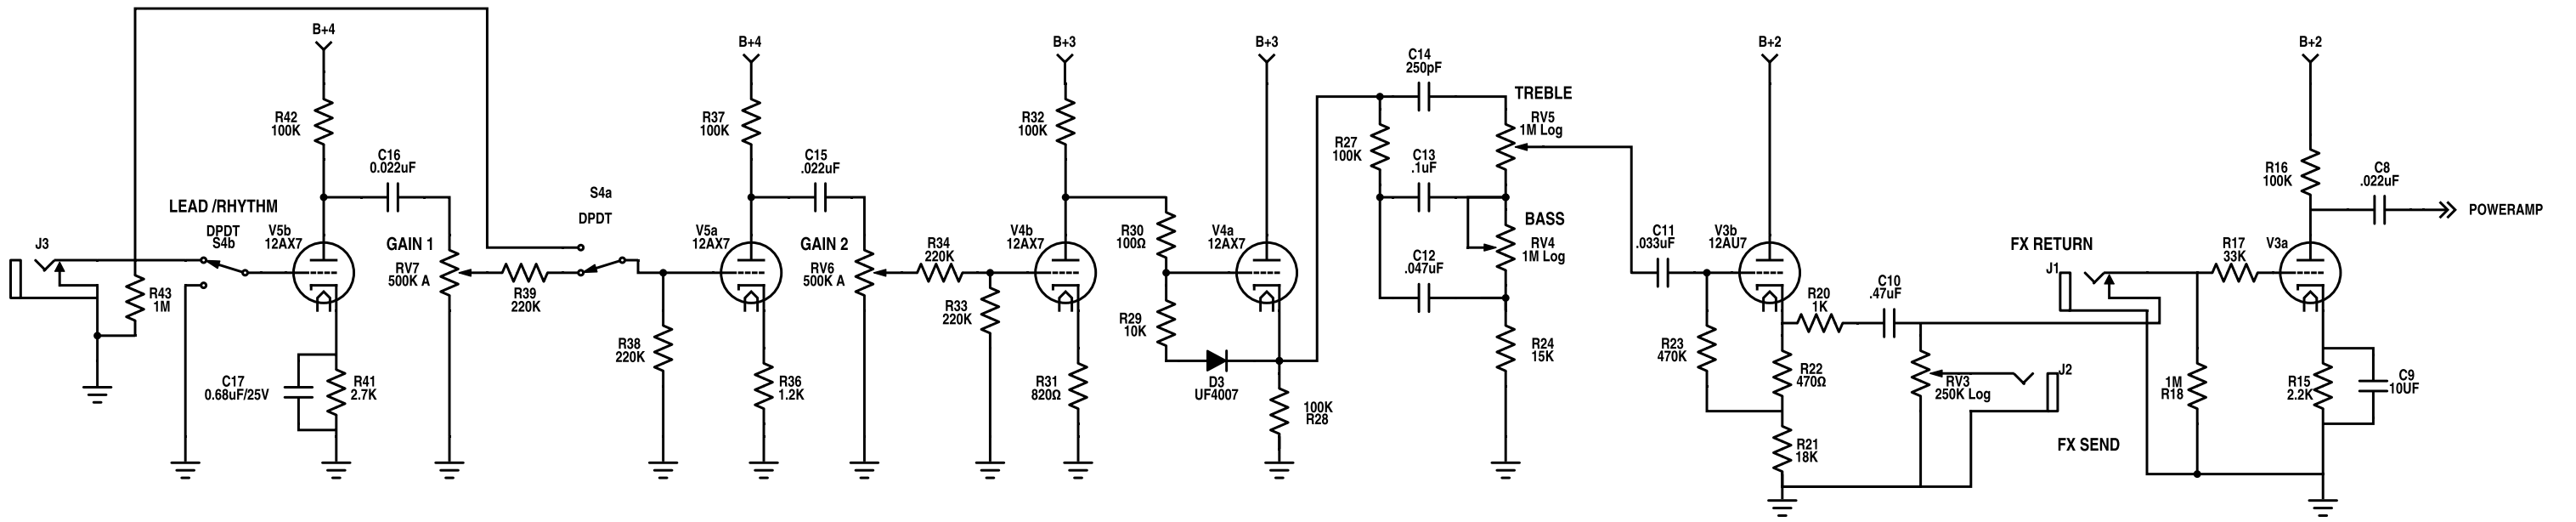 B+4
R42
100K
C16
0.022uF
LEAD /RHYTHM
DPDT
S4b
V5b
12AX7
J3
R43
1M
C17
0.68uF/25V
R41
2.7K
GAIN 1
RV7
500K A
R39
220K
S4a
DPDT
R38
220K
B+4
R37
100K
C15
.022uF
V5a
12AX7
R36
1.2K
GAIN 2
RV6
500K A
R34
220K
R33
220K
B+3
R32
100K
V4b
12AX7
R31
820Ω
R30
100Ω
R29
10K
D3
UF4007
B+3
V4a
12AX7
100K
R28
C14
250pF
R27
100K
C13
.1uF
C12
.047uF
TREBLE
RV5
1M Log
BASS
RV4
1M Log
R24
15K
C11
.033uF
B+2
V3b
12AU7
R23
470K
R20
1K
C10
.47uF
R22
470Ω
R21
18K
RV3
250K Log
J2
FX SEND
FX RETURN
J1
1M
R18
R17
33K
B+2
R16
100K
C8
.022uF
POWERAMP
V3a
R15
2.2K
C9
10UF